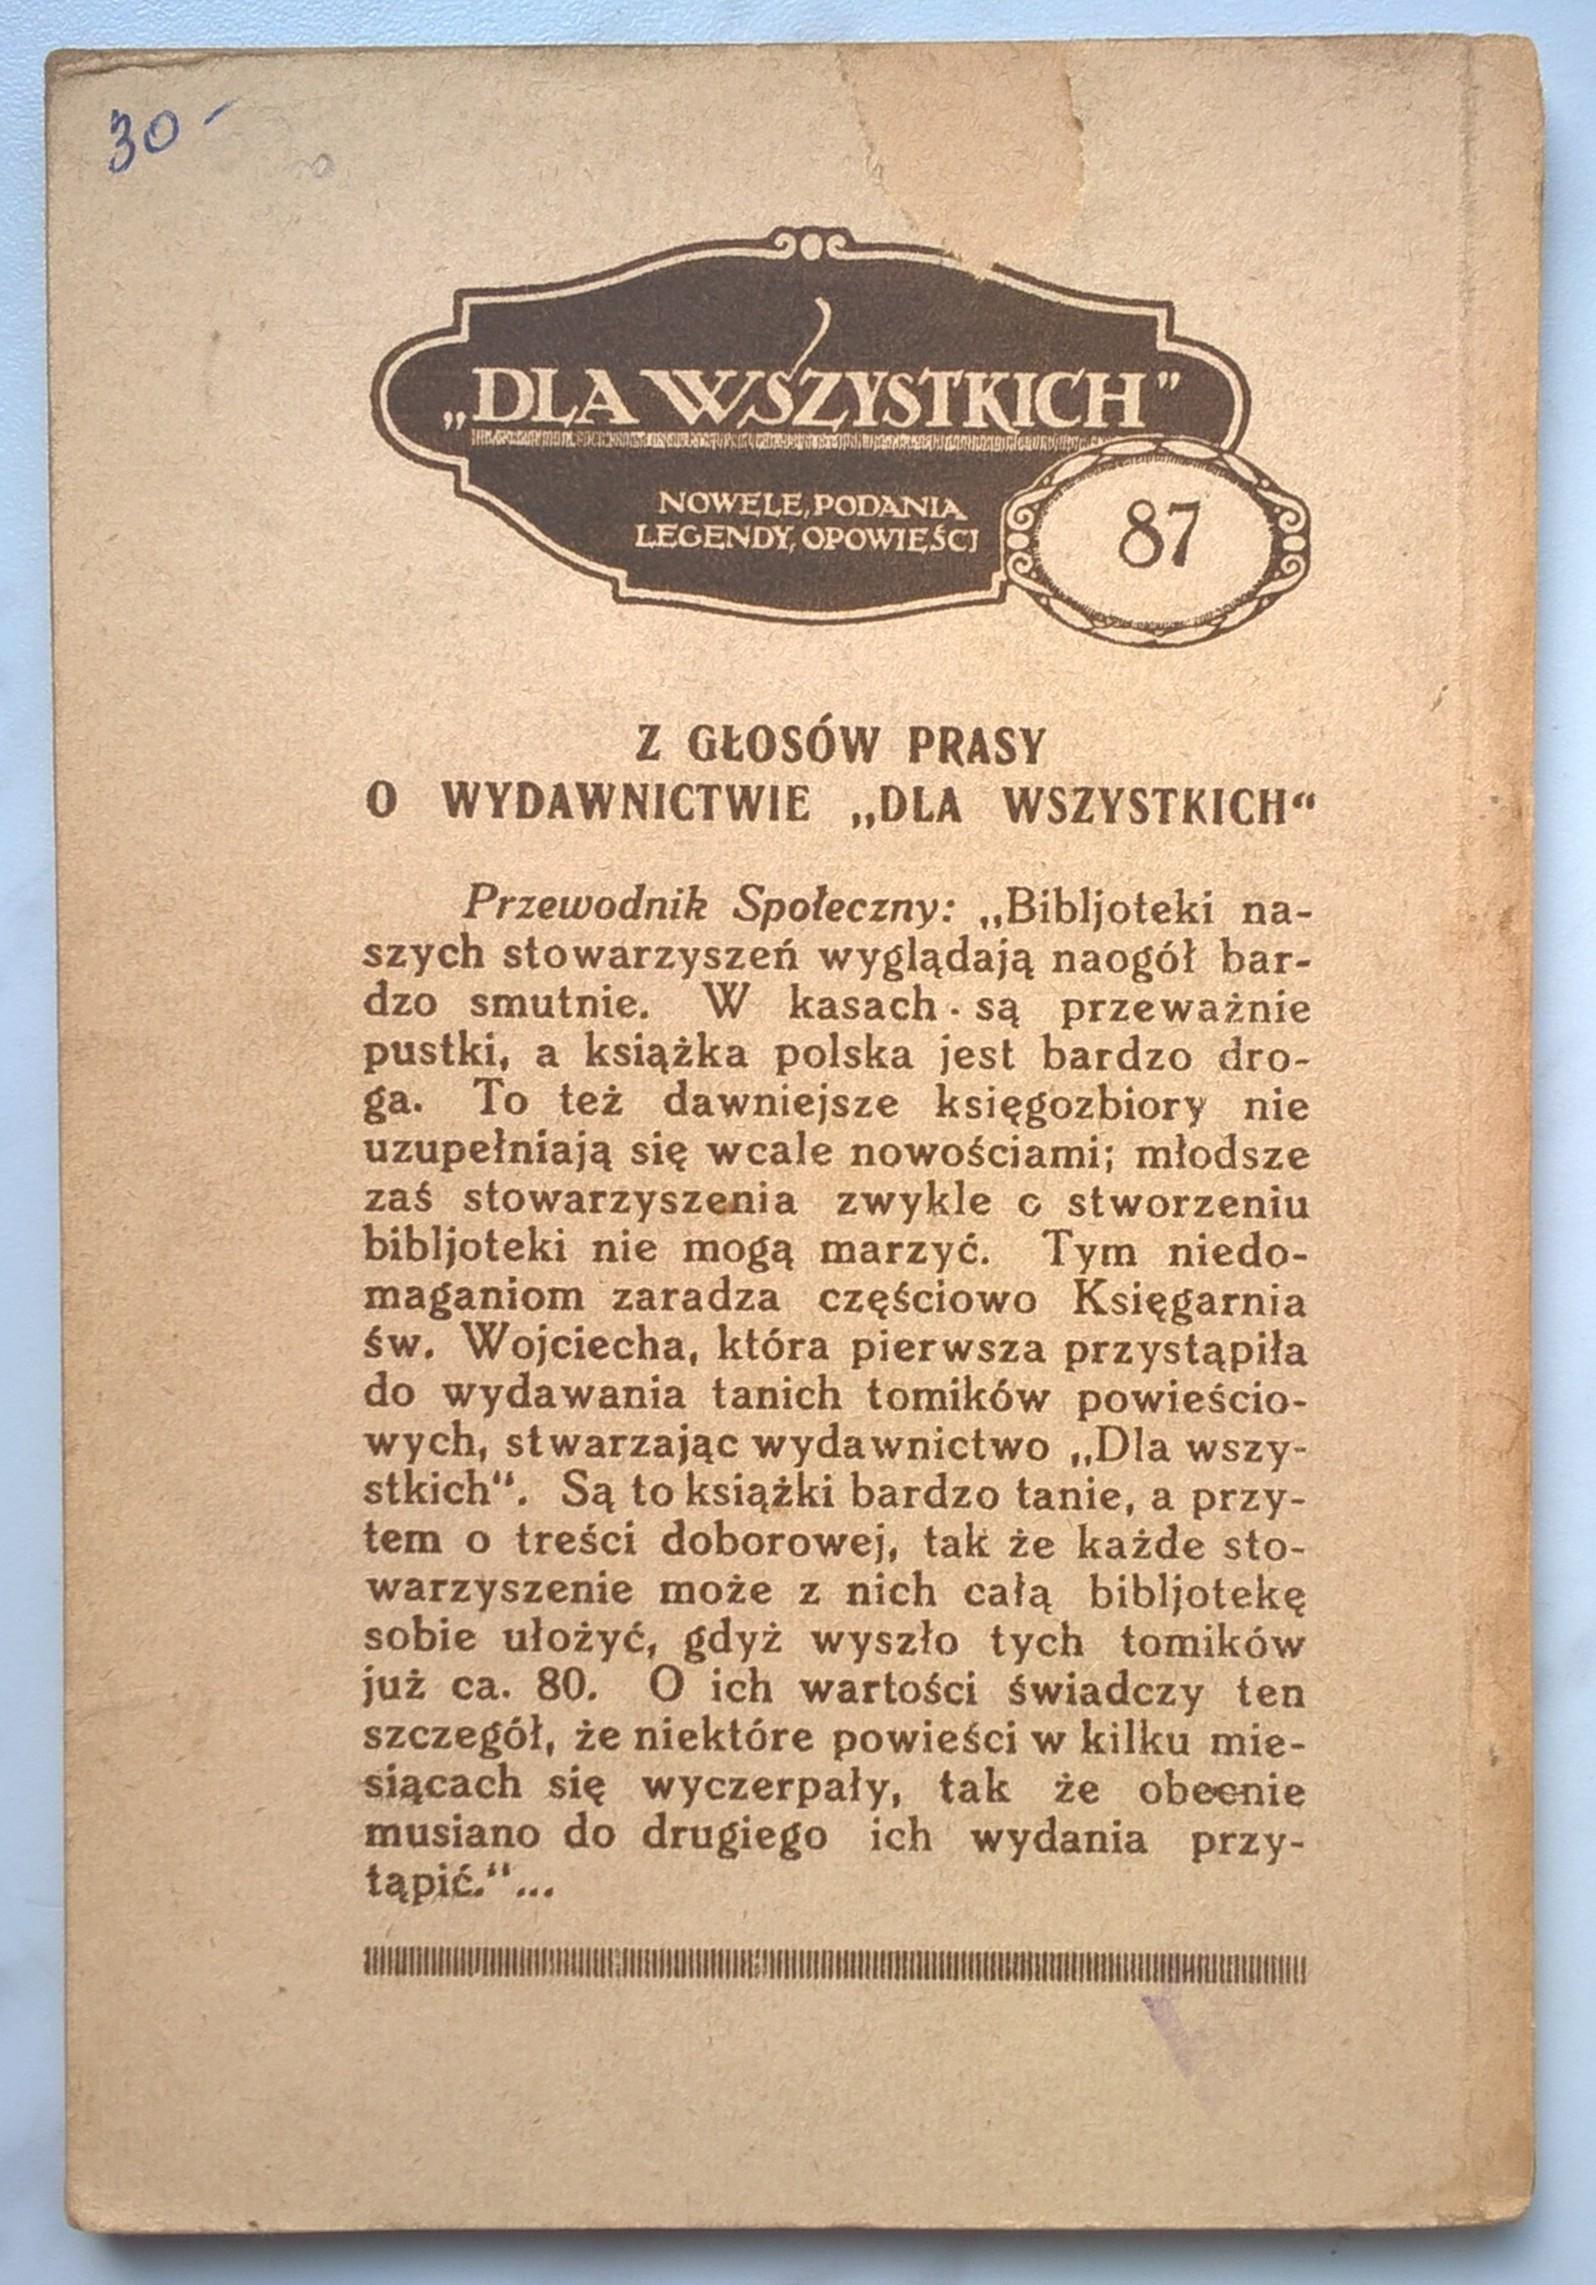 30 -
„DLA WSZYSTKICH”
NOWELE, PODANIA
LEGENDY, OPOWIEŚCI
87
Z GŁOSÓW PRASY
O WYDAWNICTWIE „DLA WSZYSTKICH“
Przewodnik Społeczny: „Bibljoteki na-
szych stowarzyszeń wyglądają naogół bar-
dzo smutnie. W kasach · są przeważnie
pustki, a książka polska jest bardzo dro-
ga. To też dawniejsze księgozbiory nie
uzupełniają się wcale nowościami; młodsze
zaś stowarzyszenia zwykle o stworzeniu
bibljoteki nie mogą marzyć. Tym niedo-
maganiom zaradza częściowo Księgarnia
św. Wojciecha, która pierwsza przystąpiła
do wydawania tanich tomików powieścio-
wych, stwarzając wydawnictwo „Dla wszy-
stkich“. Są to książki bardzo tanie, a przy-
tem o treści doborowej, tak że każde sto-
warzyszenie może z nich całą bibljotekę
sobie ułożyć, gdyż wyszło tych tomików
już ca. 80. O ich wartości świadczy ten
szczegół, że niektóre powieści w kilku mie-
siącach się wyczerpały, tak że obecnie
musiano do drugiego ich wydania przy-
tąpić.“...